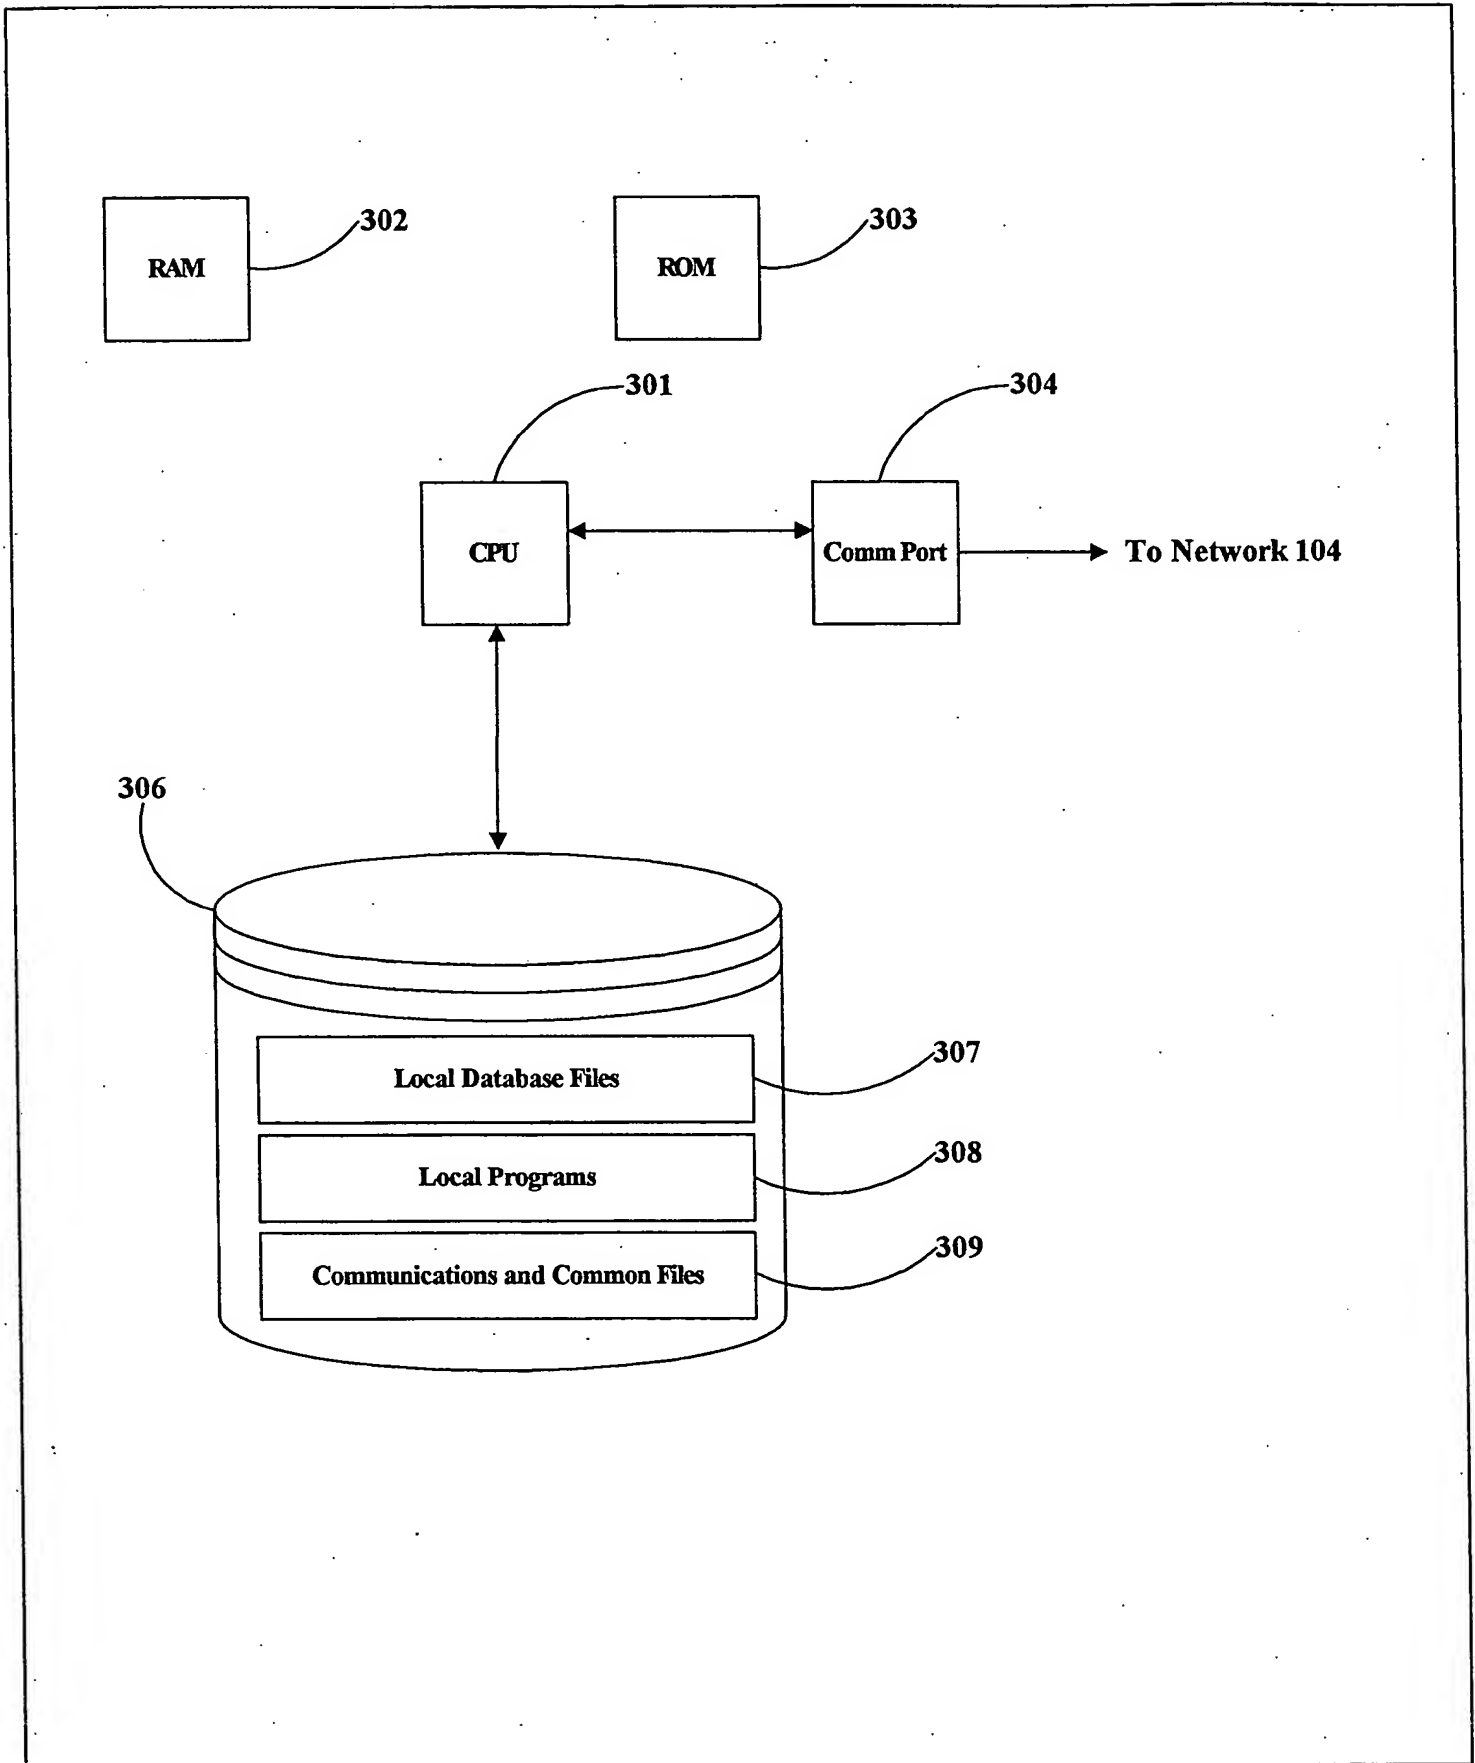 302
303
RAM
ROM
301
304
CPU
Comm Port
To Network 104
306
307
Local Database Files
308
Local Programs
309
Communications and Common Files